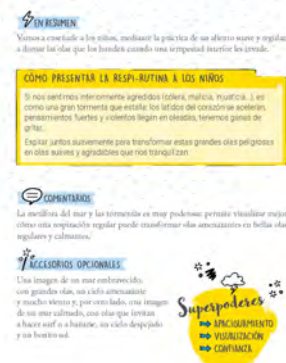 EN RESUMEN
Vamos a enseñarle a los niños, mediante la práctica de un aliento suave y regular,
a domar las olas que los hunden cuando una tempestad interior les invade.
CÓMO PRESENTAR LA RESPI-RUTINA A LOS NIÑOS
Si nos sentimos interiormente agredidos (cólera, malicia, injusticia...), es
como una gran tormenta que estalla: los latidos del corazón se aceleran,
pensamientos fuertes y violentos llegan en oleadas, tenemos ganas de
gritar.
Espirar juntos suavemente para transformar estas grandes olas peligrosas
en olas suaves y agradables que nos tranquilizan.
COMENTARIOS
La metáfora del mar y las tormentas es muy poderosa: permite visualizar mejor
cómo una respiración regular puede transformar olas amenazantes en bellas olas
regulares y calmantes.
ACCESORIOS OPCIONALES
Una imagen de un mar embravecido,
con grandes olas, un cielo amenazante
y mucho viento y, por otro lado, una imagen
de un mar calmado, con olas que invitan
a hacer surf o a bañarse, un cielo despejado
y un bonito sol.
Superpoderes
APACIGUAMIENTO
VISUALIZACIÓN
CONFIANZA